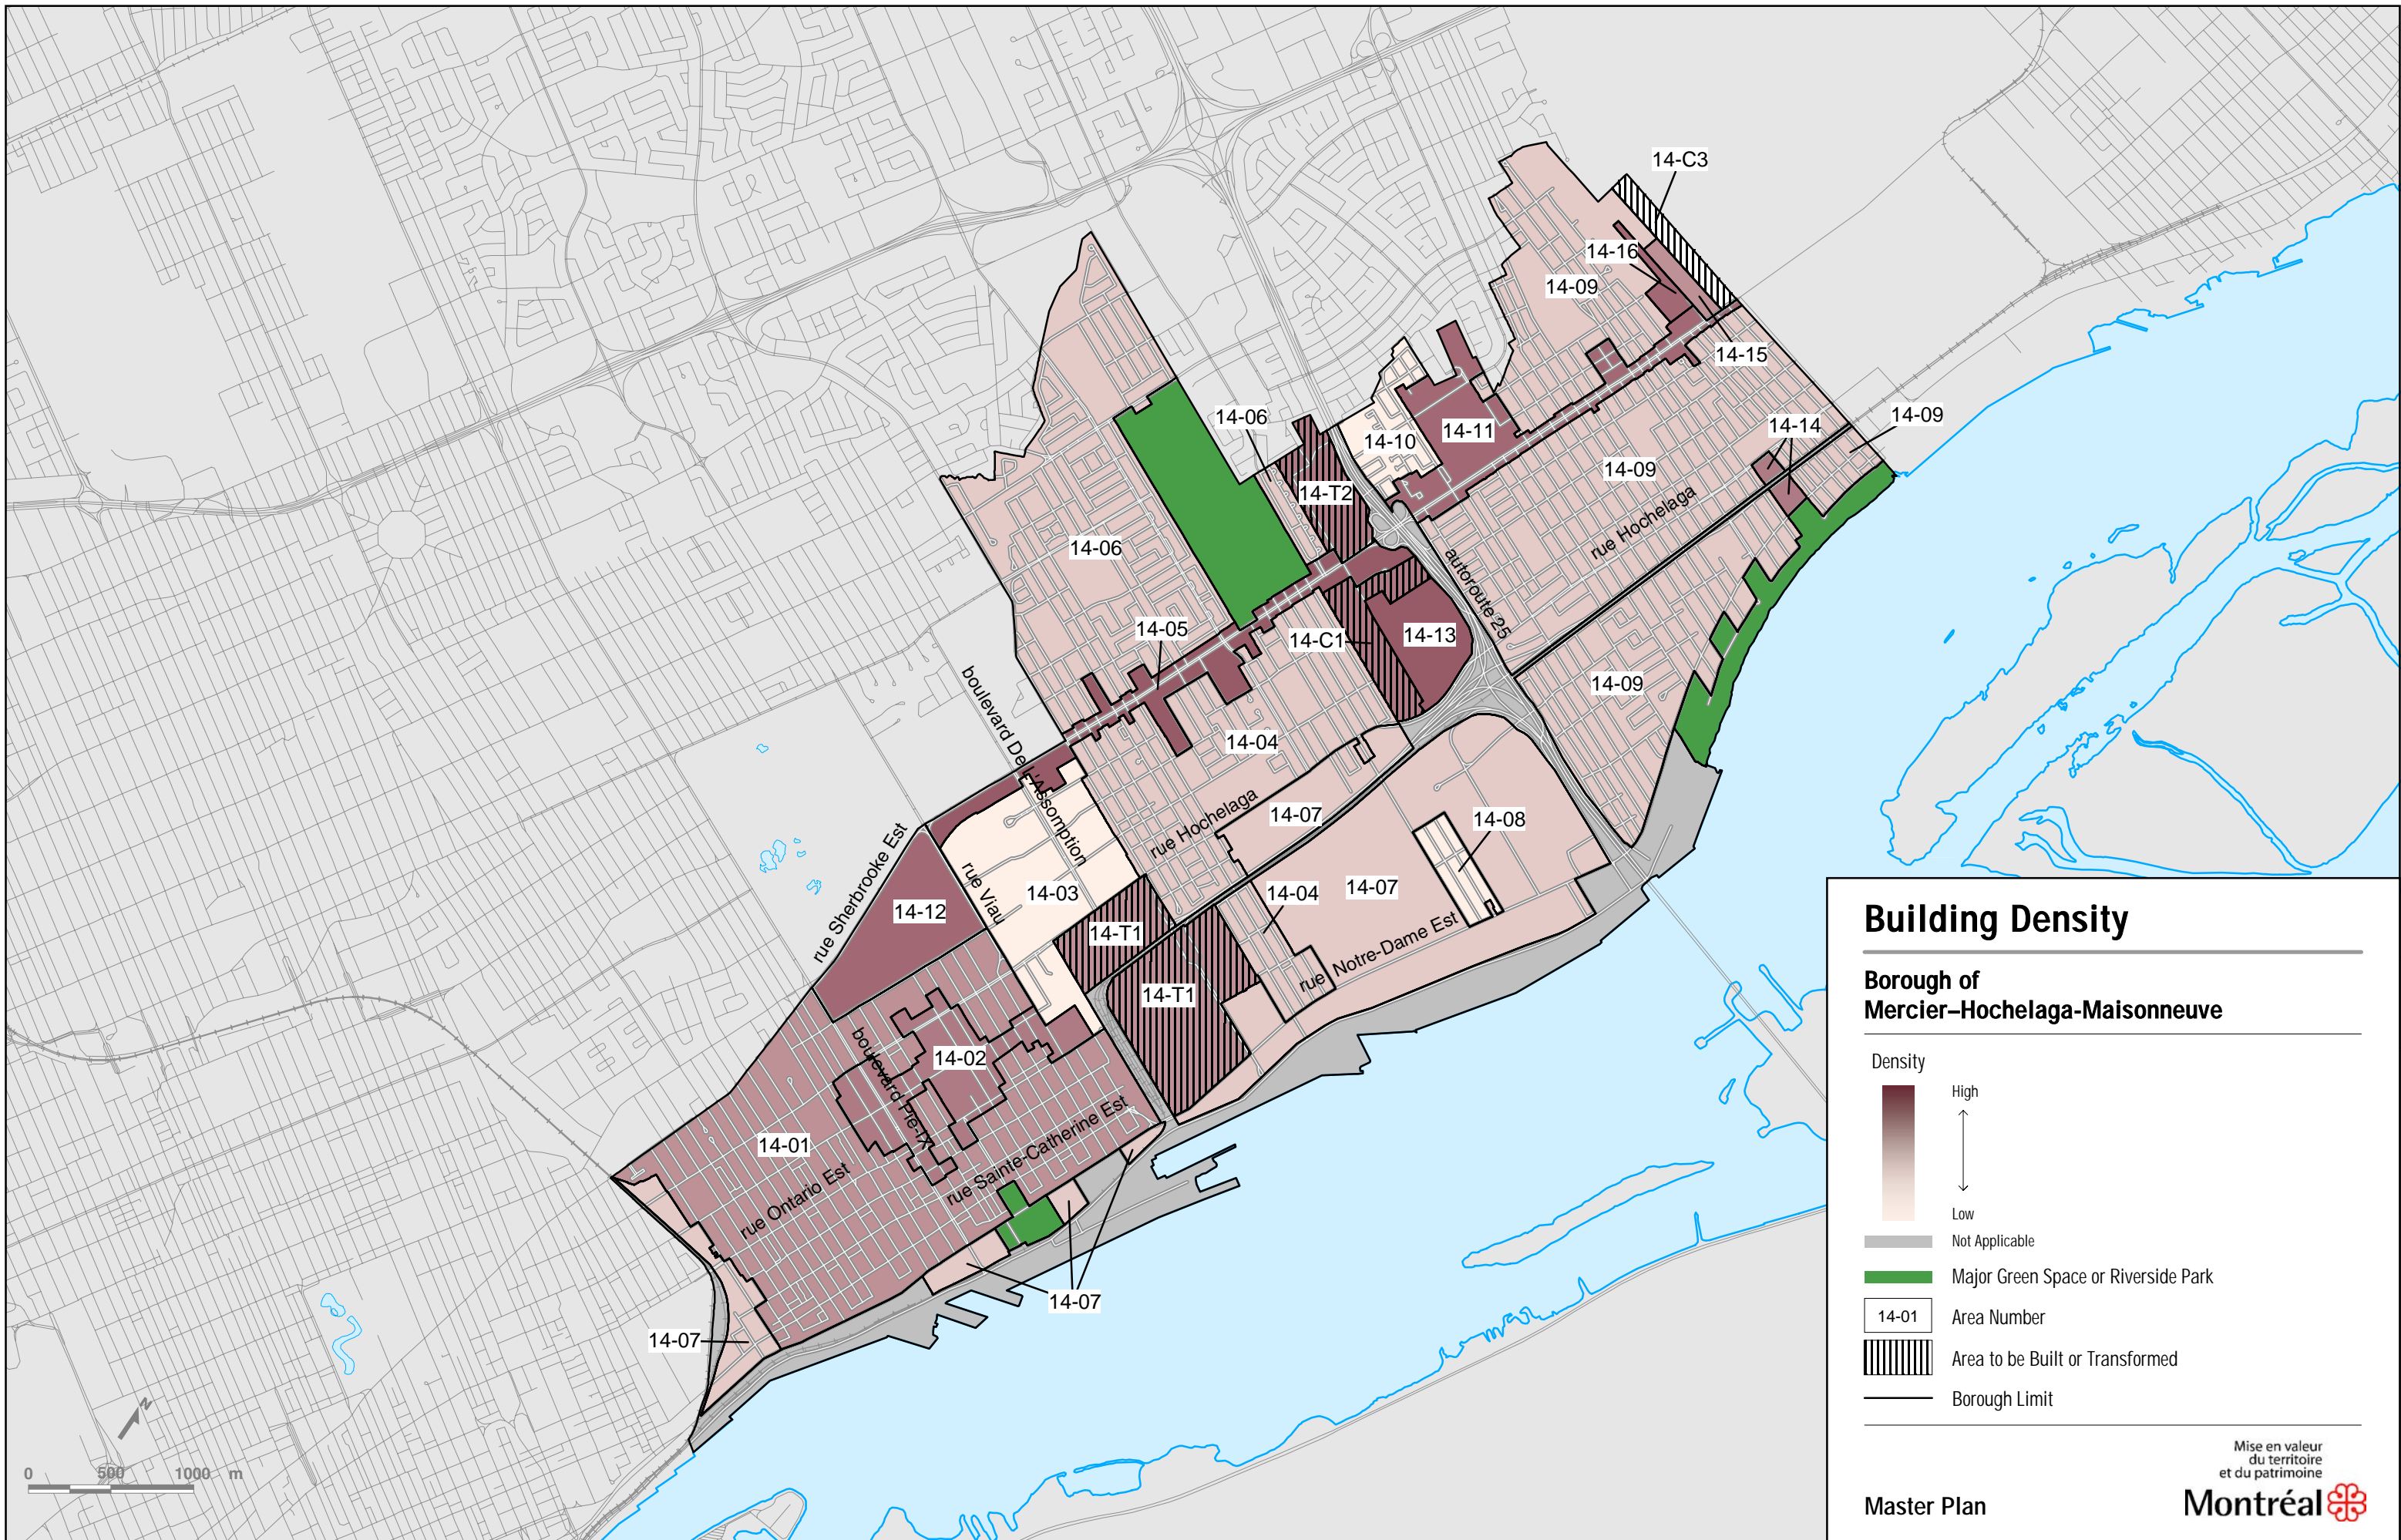 14-C3
14-16
14-09
14-15
14-06
14-09
14-14
14-11
14-10
14-09
14-T2
rue Hochelaga
14-06
autoroute 25
14-05
14-C1
14-13
14-09
boulevard De L'Assomption
14-04
rue Hochelaga
14-07
14-08
rue Sherbrooke Est
rue Viau
14-03
14-04
14-07
14-12
14-T1
rue Notre-Dame Est
14-T1
boulevard Pie-IX
14-02
14-01
rue Ontario Est
rue Sainte-Catherine Est
14-07
14-07
N
0 500 1000 m
Building Density
Borough of
Mercier–Hochelaga-Maisonneuve
Density
High
Low
Not Applicable
Major Green Space or Riverside Park
14-01 Area Number
Area to be Built or Transformed
Borough Limit
Mise en valeur
du territoire
et du patrimoine
Master Plan
Montréal